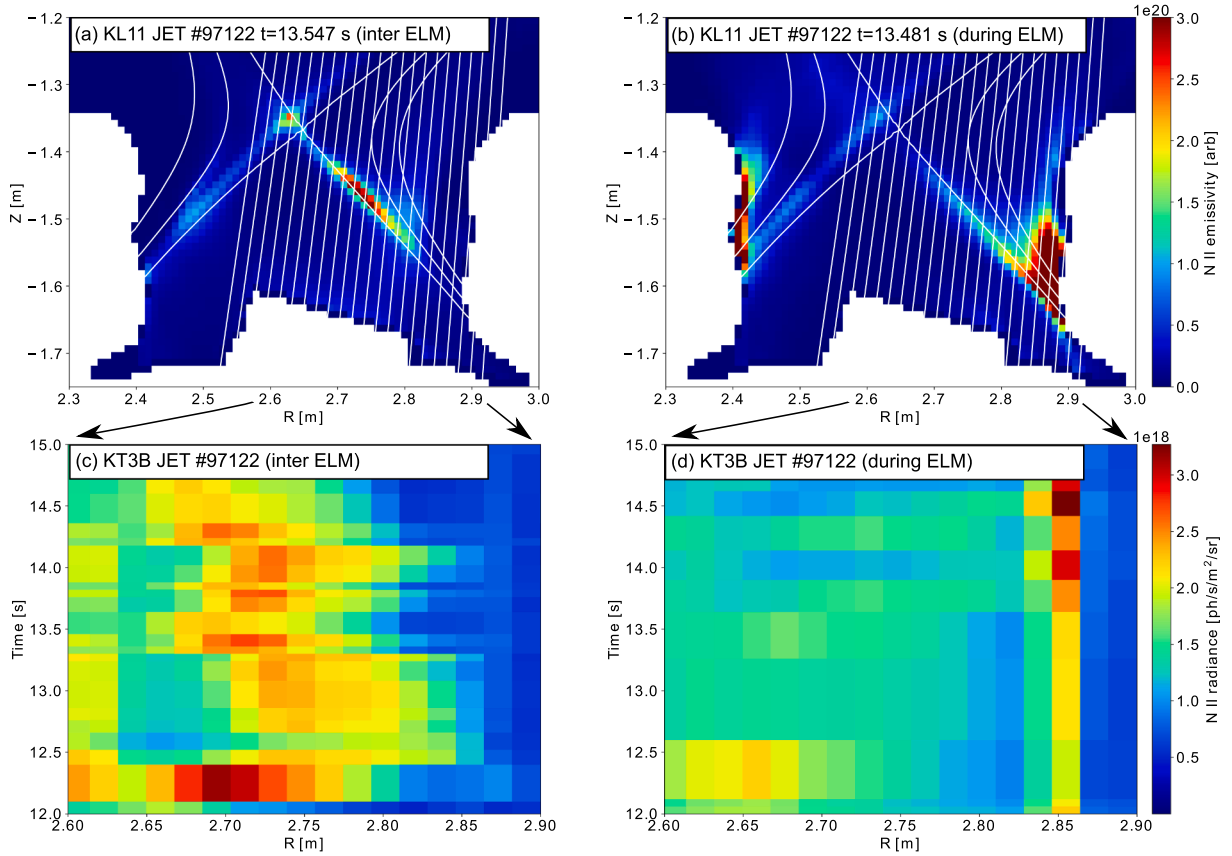 (a) KL11 JET #97122 t=13.547 s (inter ELM)
−1.2
−1.3
−1.4
−1.5
−1.6
−1.7
Z [m]
2.3 2.4 2.5 2.6 2.7 2.8 2.9 3.0
R [m]
(b) KL11 JET #97122 t=13.481 s (during ELM)
−1.2
−1.3
−1.4
−1.5
−1.6
−1.7
Z [m]
2.3 2.4 2.5 2.6 2.7 2.8 2.9 3.0
R [m]
1e20
3.0
2.5
2.0
1.5
1.0
0.5
0.0
N II emissivity [arb]
(c) KT3B JET #97122 (inter ELM)
15.0
14.5
14.0
13.5
13.0
12.5
12.0
Time [s]
2.60 2.65 2.70 2.75 2.80 2.85 2.90
R [m]
(d) KT3B JET #97122 (during ELM)
15.0
14.5
14.0
13.5
13.0
12.5
12.0
Time [s]
2.60 2.65 2.70 2.75 2.80 2.85 2.90
R [m]
1e18
3.0
2.5
2.0
1.5
1.0
0.5
N II radiance [ph/s/m²/sr]